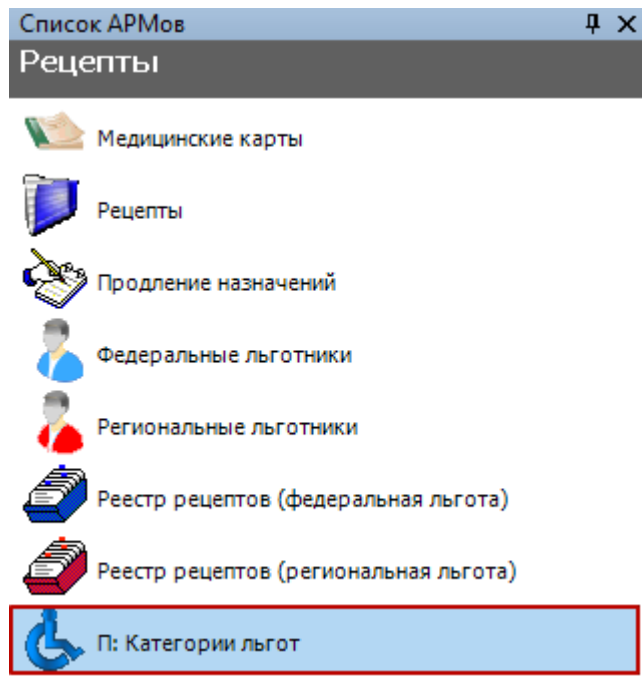 Список АРМов
Рецепты
Медицинские карты
Рецепты
Продление назначений
Федеральные льготники
Региональные льготники
Реестр рецептов (федеральная льгота)
Реестр рецептов (региональная льгота)
П: Категории льгот